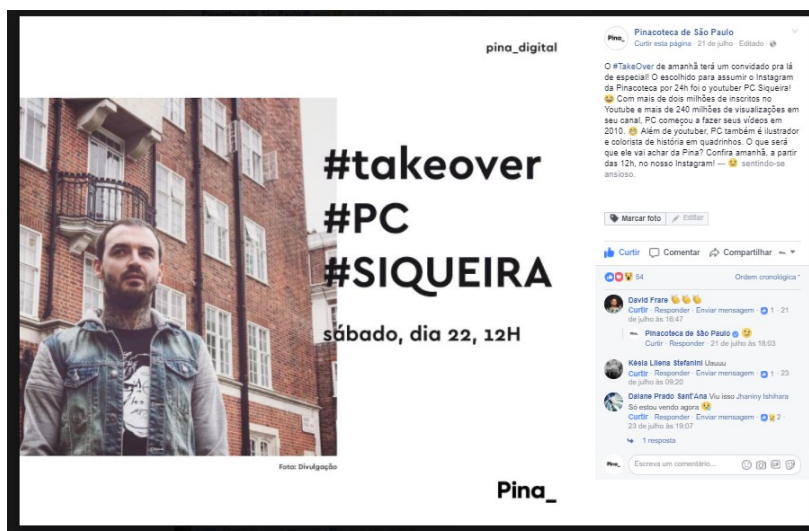 pina_digital
#takeover
#PC
#SIQUEIRA
sábado, dia 22, 12H
Foto: Divulgação
Pina_
Pina_
Pinacoteca de São Paulo
Curtir esta página · 21 de julho · Editado ·
O #TakeOver de amanhã terá um convidado pra lá
de especial! O escolhido para assumir o Instagram
da Pinacoteca por 24h foi o youtuber PC Siqueira!
Com mais de dois milhões de inscritos no
Youtube e mais de 240 milhões de visualizações em
seu canal, PC começou a fazer seus vídeos em
2010. Além de youtuber, PC também é ilustrador
e colorista de história em quadrinhos. O que será
que ele vai achar da Pina? Confira amanhã, a partir
das 12h, no nosso Instagram! — sentindo-se
ansioso.
Marcar foto Editar
Curtir Comentar Compartilhar
54 Ordem cronológica
David Frare
Curtir · Responder · Enviar mensagem · 1 · 21
de julho às 16:47
Pinacoteca de São Paulo
Curtir · Responder · 21 de julho às 18:03
Késia Lilena Stefanini Uauuu
Curtir · Responder · Enviar mensagem · 1 · 23
de julho às 09:20
Daiane Prado Sant'Ana Viu isso Jhaniny Ishihara
Só estou vendo agora
Curtir · Responder · Enviar mensagem · 2 ·
23 de julho às 19:07
1 resposta
Pina_ Escreva um comentário...